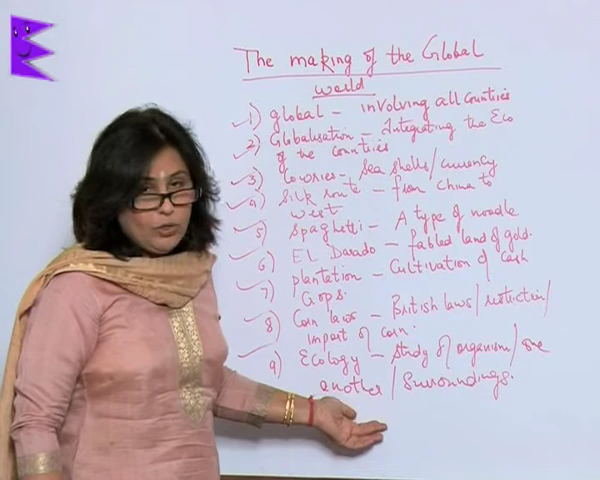 The making of the Global
world
1) global - involving all Countries
2) Globalisation - Integrating the Eco
of the countries
3) Cowries - Sea shells/currency
4) Silk route - from China to
west
5) Spaghetti - A type of noodle
6) EL Dorado - fabled land of gold.
7) plantation - Cultivation of cash
Crops.
8) Corn laws - British laws/restriction/
import of corn.
9) Ecology - study of organism/one
another/surroundings.